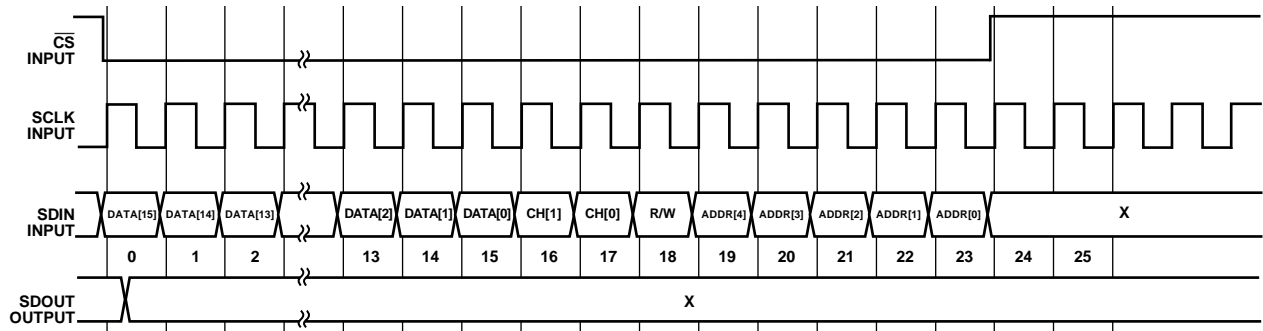 CS
INPUT
SCLK
INPUT
SDIN
INPUT
DATA[15] DATA[14] DATA[13] DATA[2] DATA[1] DATA[0] CH[1] CH[0] R/W ADDR[4] ADDR[3] ADDR[2] ADDR[1] ADDR[0] X
0 1 2 13 14 15 16 17 18 19 20 21 22 23 24 25
SDOUT
OUTPUT
X